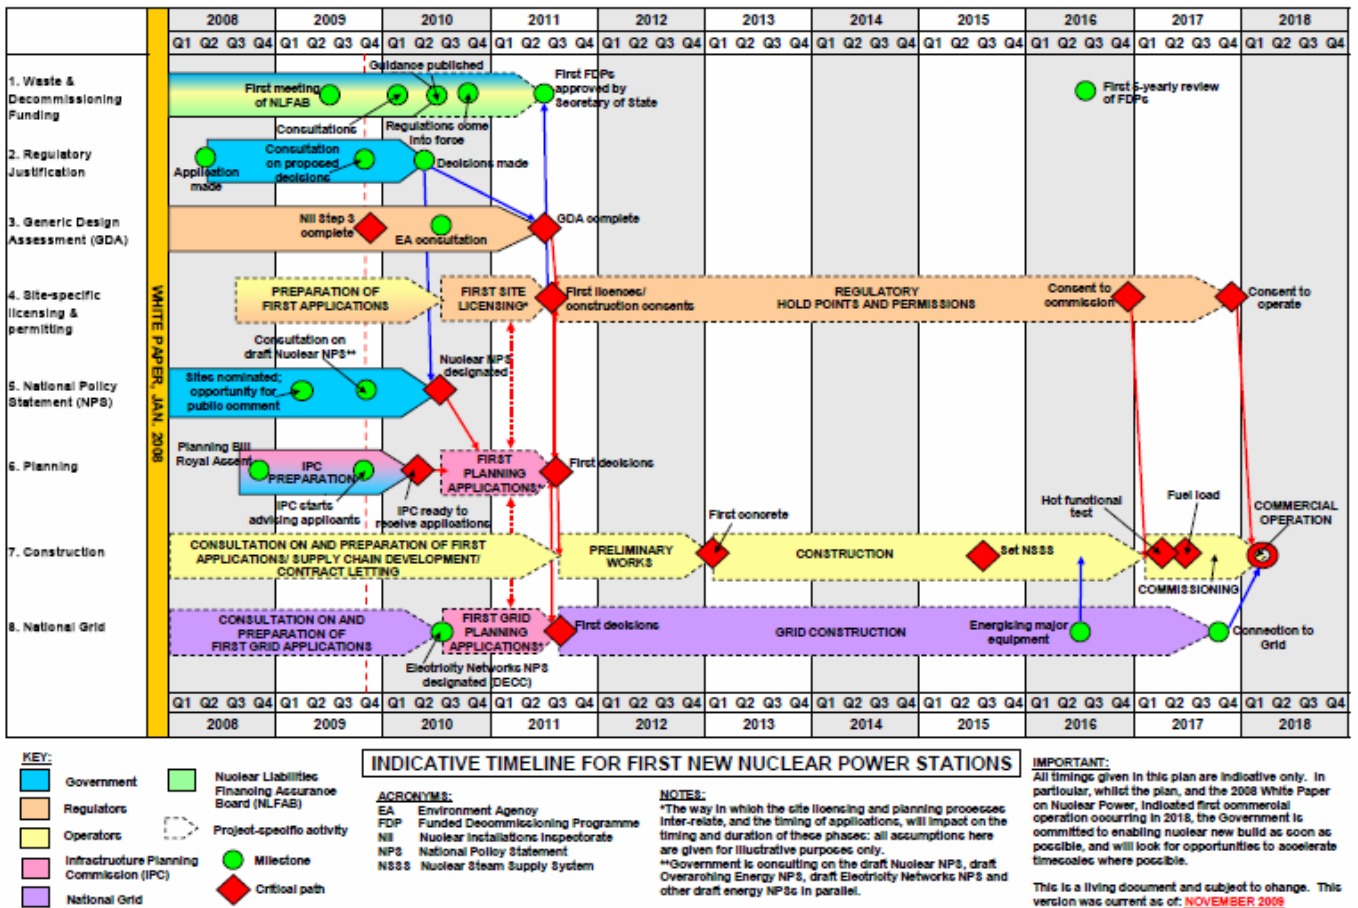 2008 2009 2010 2011 2012 2013 2014 2015 2016 2017 2018
Q1 Q2 Q3 Q4 Q1 Q2 Q3 Q4 Q1 Q2 Q3 Q4 Q1 Q2 Q3 Q4 Q1 Q2 Q3 Q4 Q1 Q2 Q3 Q4 Q1 Q2 Q3 Q4 Q1 Q2 Q3 Q4 Q1 Q2 Q3 Q4 Q1 Q2 Q3 Q4 Q1 Q2 Q3 Q4
WHITE PAPER, JAN. 2008
1. Waste &
Decommissioning
Funding
First meeting
of NLFAB
Consultations
Guidance published
Regulations come
into force
First FDPs
approved by
Secretary of State
First 5-yearly review
of FDPs
2. Regulatory
Justification
Application
made
Consultation
on proposed
decisions
Decisions made
3. Generic Design
Assessment (GDA)
NII Step 3
complete
EA consultation
GDA complete
4. Site-specific
licensing &
permitting
PREPARATION OF
FIRST APPLICATIONS
FIRST SITE
LICENSING*
First licences/
construction consents
REGULATORY
HOLD POINTS AND PERMISSIONS
Consent to
commission
Consent to
operate
5. National Policy
Statement (NPS)
Sites nominated;
opportunity for
public comment
Consultation on
draft Nuclear NPS**
Nuclear NPS
designated
6. Planning
Planning Bill
Royal Assent
IPC
PREPARATION
IPC starts
advising applicants
IPC ready to
receive applications
FIRST
PLANNING
APPLICATIONS*
First decisions
7. Construction
CONSULTATION ON AND PREPARATION OF FIRST
APPLICATIONS/ SUPPLY CHAIN DEVELOPMENT/
CONTRACT LETTING
PRELIMINARY
WORKS
First concrete
CONSTRUCTION
Set NSSS
Hot functional
test
Fuel load
COMMISSIONING
COMMERCIAL
OPERATION
8. National Grid
CONSULTATION ON AND
PREPARATION OF
FIRST GRID APPLICATIONS
Electricity Networks NPS
designated (DECC)
FIRST GRID
PLANNING
APPLICATIONS*
First decisions
GRID CONSTRUCTION
Energising major
equipment
Connection to
Grid
Q1 Q2 Q3 Q4 Q1 Q2 Q3 Q4 Q1 Q2 Q3 Q4 Q1 Q2 Q3 Q4 Q1 Q2 Q3 Q4 Q1 Q2 Q3 Q4 Q1 Q2 Q3 Q4 Q1 Q2 Q3 Q4 Q1 Q2 Q3 Q4 Q1 Q2 Q3 Q4 Q1 Q2 Q3 Q4
2008 2009 2010 2011 2012 2013 2014 2015 2016 2017 2018
KEY:
Government
Regulators
Operators
Infrastructure Planning
Commission (IPC)
National Grid
Nuclear Liabilities
Financing Assurance
Board (NLFAB)
Project-specific activity
Milestone
Critical path
INDICATIVE TIMELINE FOR FIRST NEW NUCLEAR POWER STATIONS
ACRONYMS:
EA Environment Agency
FDP Funded Decommissioning Programme
NII Nuclear Installations Inspectorate
NPS National Policy Statement
NSSS Nuclear Steam Supply System
NOTES:
*The way in which the site licensing and planning processes
inter-relate, and the timing of applications, will impact on the
timing and duration of these phases: all assumptions here
are given for illustrative purposes only.
**Government is consulting on the draft Nuclear NPS, draft
Overarching Energy NPS, draft Electricity Networks NPS and
other draft energy NPSs in parallel.
IMPORTANT:
All timings given in this plan are indicative only. In
particular, whilst the plan, and the 2008 White Paper
on Nuclear Power, indicated first commercial
operation occurring in 2018, the Government is
committed to enabling nuclear new build as soon as
possible, and will look for opportunities to accelerate
timescales where possible.
This is a living document and subject to change. This
version was current as of: NOVEMBER 2009